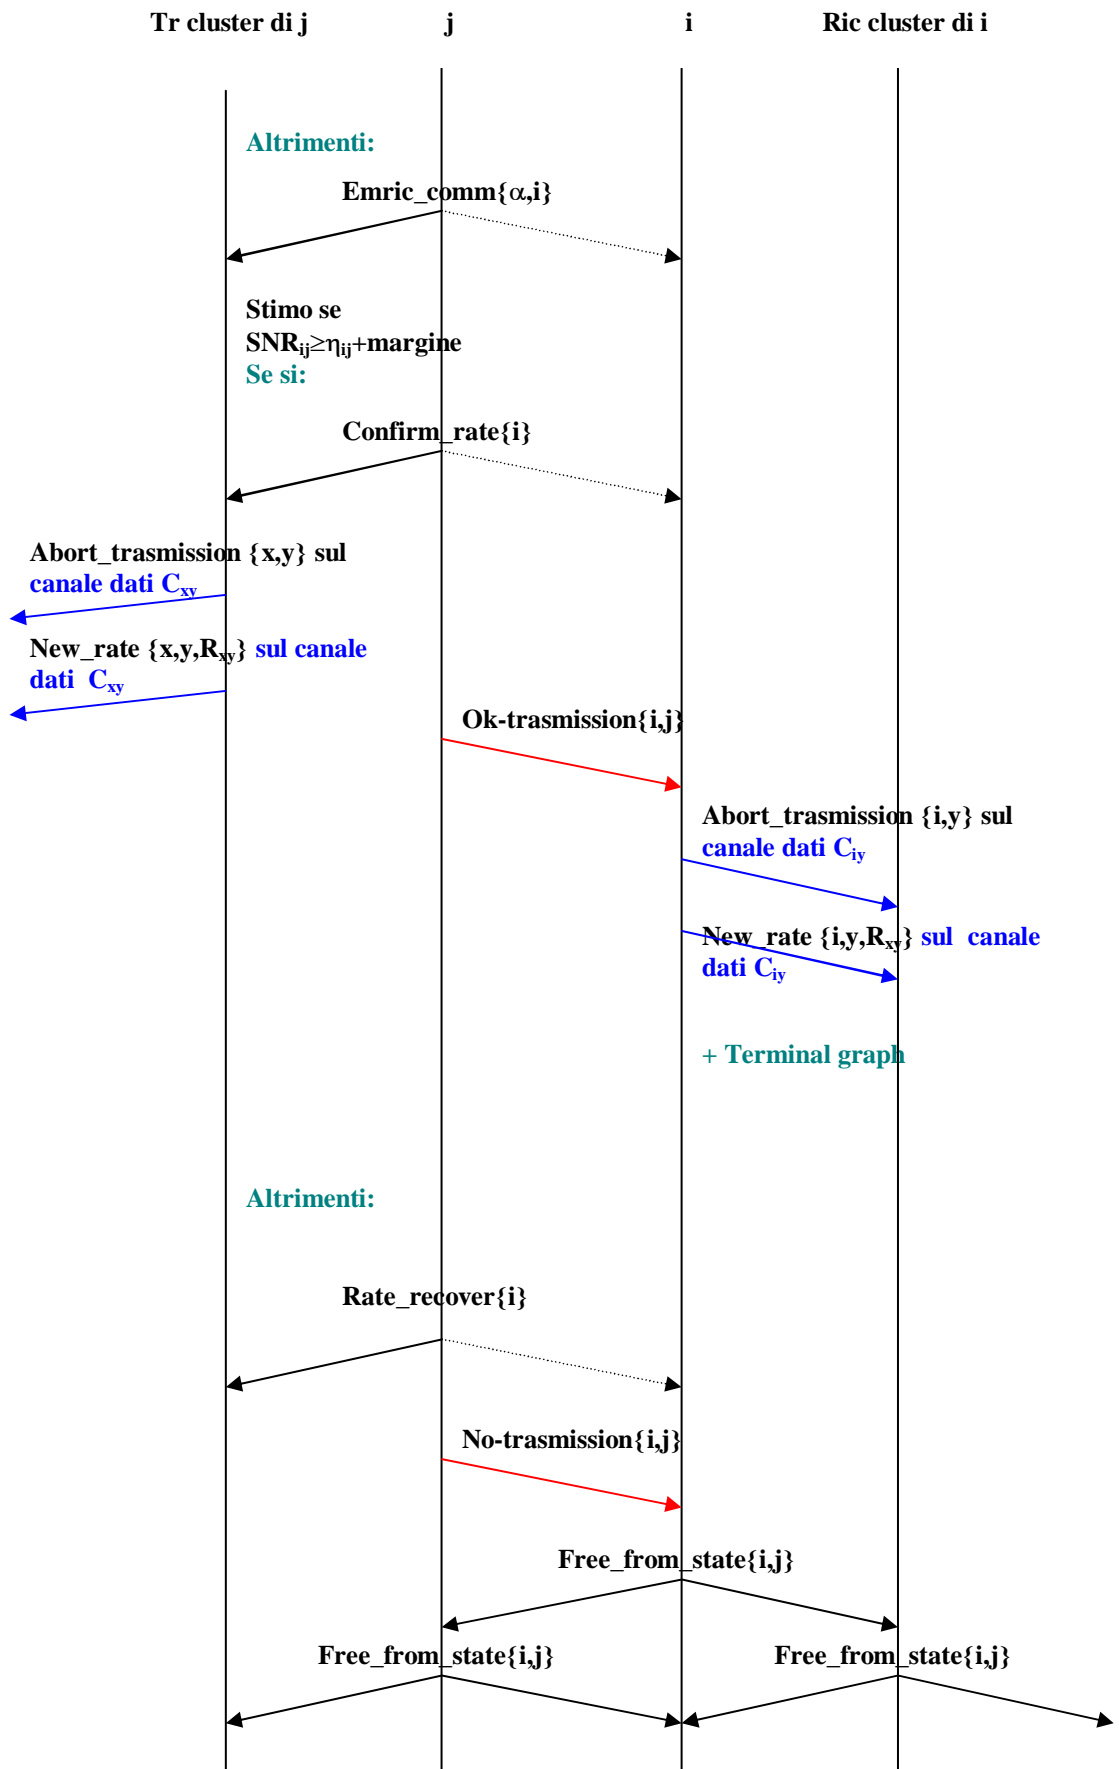 Tr cluster di j j i Ric cluster di i
Altrimenti:
Emric_comm{α,i}
Stimo se
SNRij≥ηij+margine
Se si:
Confirm_rate{i}
Abort_trasmission {x,y} sul
canale dati Cxy
New_rate {x,y,Rxy} sul canale
dati Cxy
Ok-trasmission{i,j}
Abort_trasmission {i,y} sul
canale dati Ciy
New_rate {i,y,Rxy} sul canale
dati Ciy
+ Terminal graph
Altrimenti:
Rate_recover{i}
No-trasmission{i,j}
Free_from_state{i,j}
Free_from_state{i,j} Free_from_state{i,j}